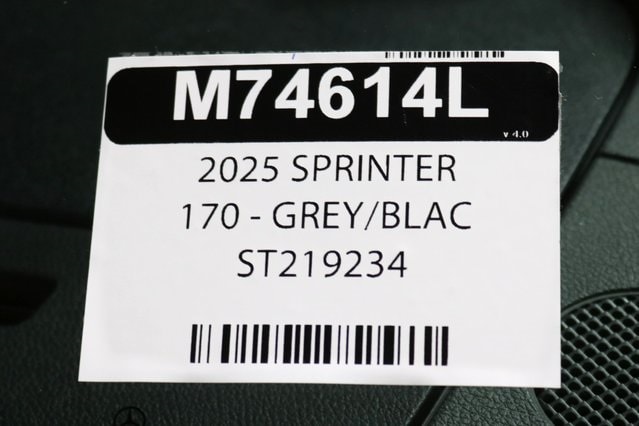 M74614L
v 4.0
2025 SPRINTER
170 - GREY/BLAC
ST219234